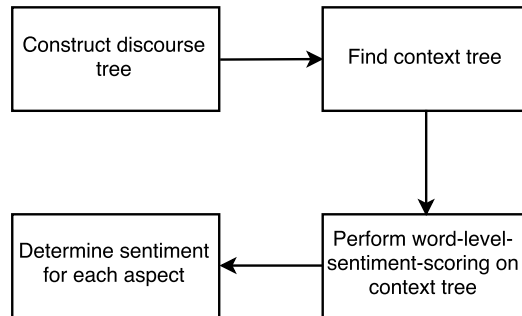 Construct discourse
tree
Find context tree
Perform word-level-
sentiment-scoring on
context tree
Determine sentiment
for each aspect